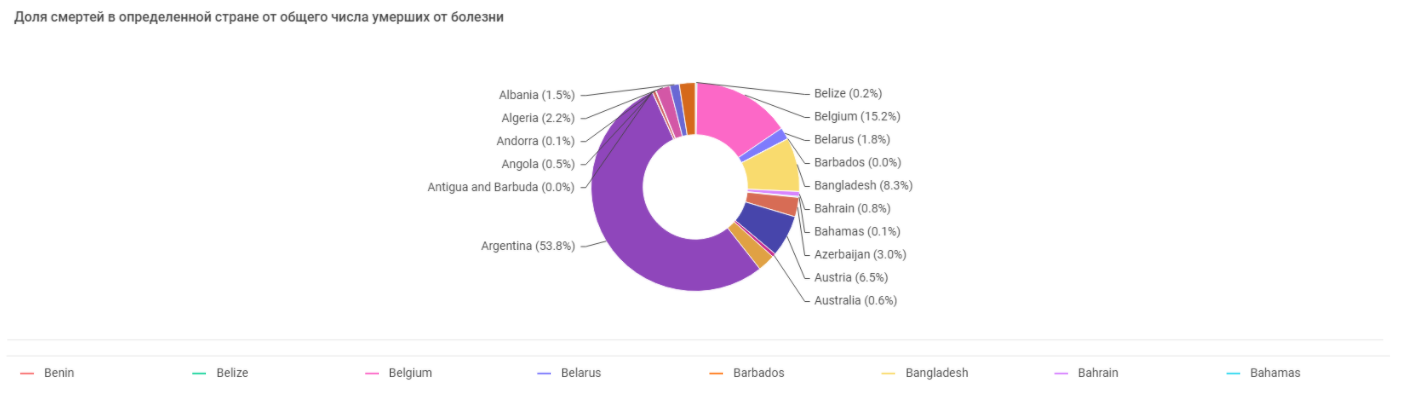 Доля смертей в определенной стране от общего числа умерших от болезни
Albania (1.5%)
Algeria (2.2%)
Andorra (0.1%)
Angola (0.5%)
Antigua and Barbuda (0.0%)
Argentina (53.8%)
Belize (0.2%)
Belgium (15.2%)
Belarus (1.8%)
Barbados (0.0%)
Bangladesh (8.3%)
Bahrain (0.8%)
Bahamas (0.1%)
Azerbaijan (3.0%)
Austria (6.5%)
Australia (0.6%)
Benin Belize Belgium Belarus Barbados Bangladesh Bahrain Bahamas